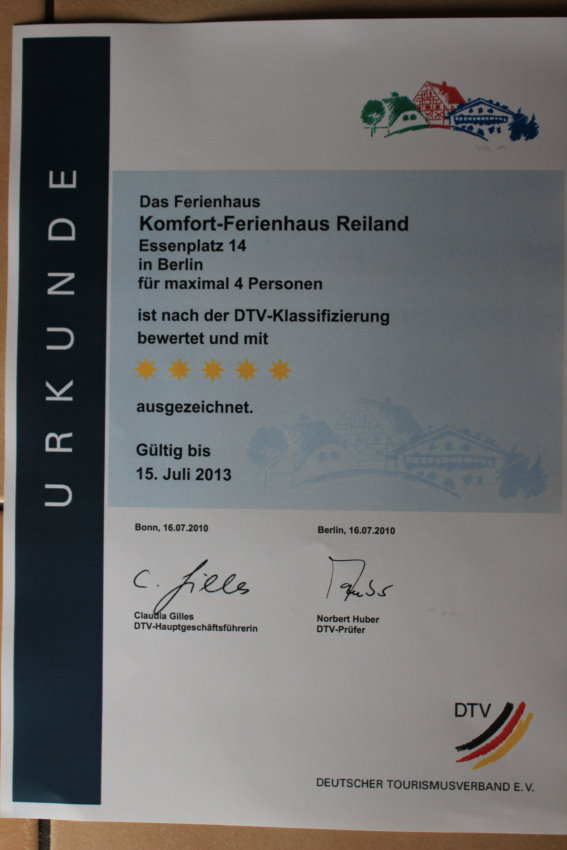 URKUNDE
Das Ferienhaus
Komfort-Ferienhaus Reiland
Essenplatz 14
in Berlin
für maximal 4 Personen
ist nach der DTV-Klassifizierung
bewertet und mit
ausgezeichnet.
Gültig bis
15. Juli 2013
Bonn, 16.07.2010
Berlin, 16.07.2010
C. Gilles
Claudia Gilles
DTV-Hauptgeschäftsführerin
Norbert Huber
DTV-Prüfer
DTV
DEUTSCHER TOURISMUSVERBAND E.V.